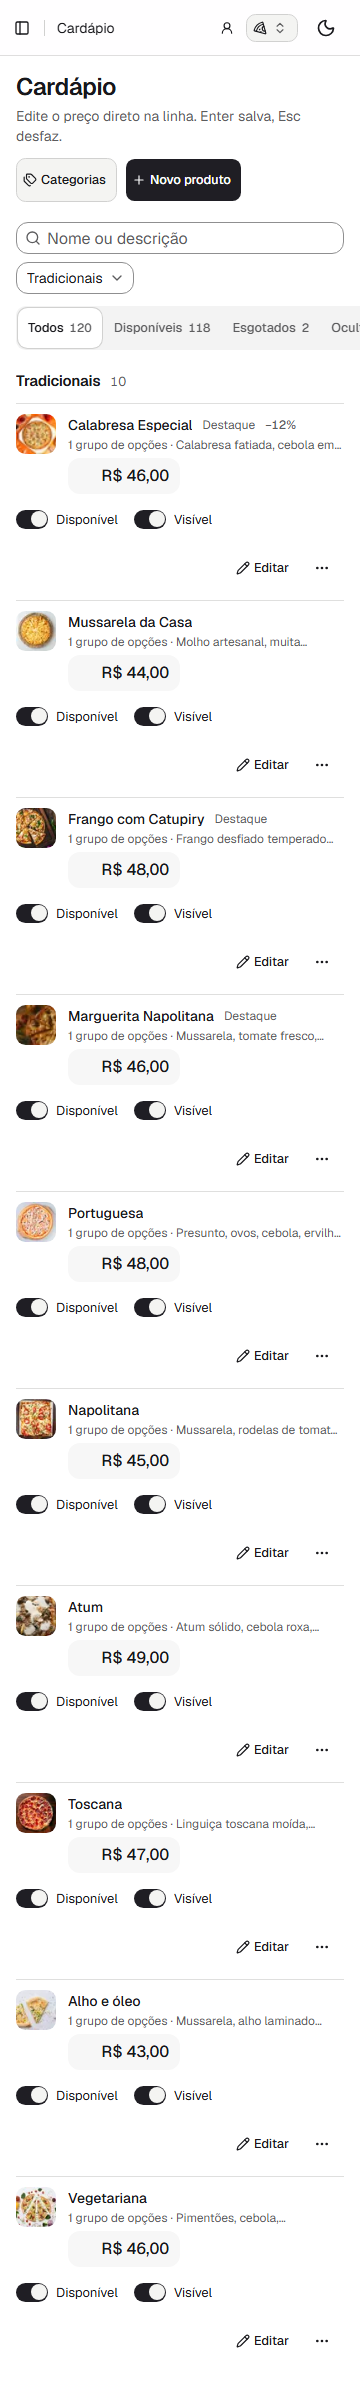 Cardápio
Cardápio
Edite o preço direto na linha. Enter salva, Esc
desfaz.
Categorias
Novo produto
Nome ou descrição
Tradicionais
Todos 120 Disponíveis 118 Esgotados 2 Ocul
Tradicionais 10
Calabresa Especial Destaque −12%
1 grupo de opções · Calabresa fatiada, cebola em…
R$ 46,00
Disponível Visível
Editar
Mussarela da Casa
1 grupo de opções · Molho artesanal, muita…
R$ 44,00
Disponível Visível
Editar
Frango com Catupiry Destaque
1 grupo de opções · Frango desfiado temperado…
R$ 48,00
Disponível Visível
Editar
Marguerita Napolitana Destaque
1 grupo de opções · Mussarela, tomate fresco,…
R$ 46,00
Disponível Visível
Editar
Portuguesa
1 grupo de opções · Presunto, ovos, cebola, ervilh…
R$ 48,00
Disponível Visível
Editar
Napolitana
1 grupo de opções · Mussarela, rodelas de tomat…
R$ 45,00
Disponível Visível
Editar
Atum
1 grupo de opções · Atum sólido, cebola roxa,…
R$ 49,00
Disponível Visível
Editar
Toscana
1 grupo de opções · Linguiça toscana moída,…
R$ 47,00
Disponível Visível
Editar
Alho e óleo
1 grupo de opções · Mussarela, alho laminado…
R$ 43,00
Disponível Visível
Editar
Vegetariana
1 grupo de opções · Pimentões, cebola,…
R$ 46,00
Disponível Visível
Editar